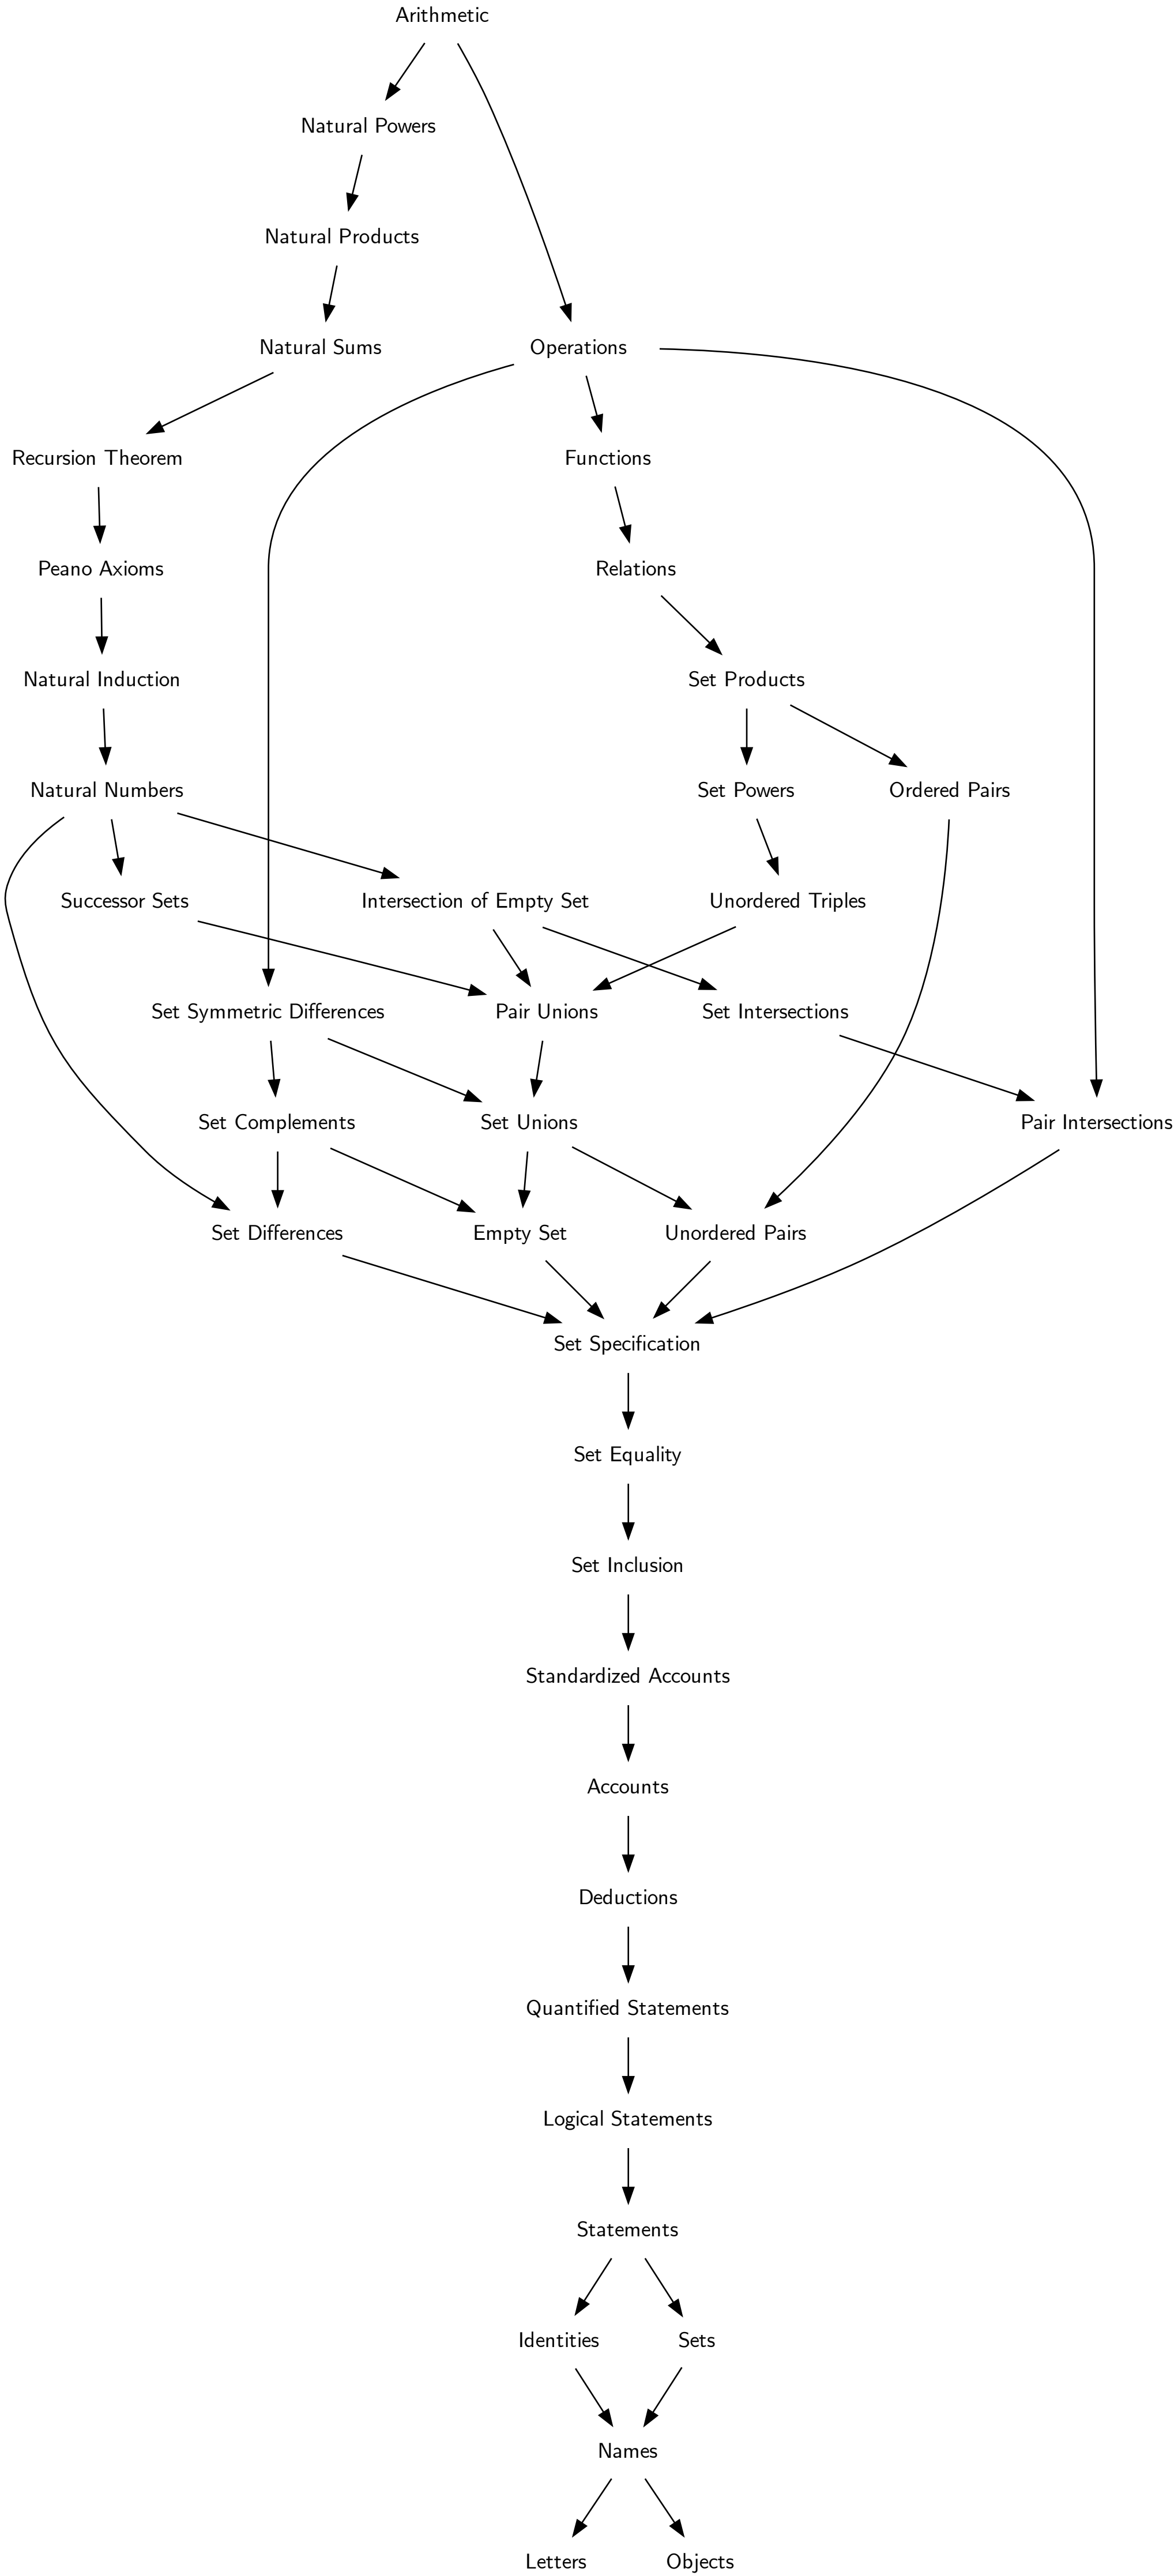 Arithmetic
Natural Powers
Natural Products
Natural Sums
Operations
Recursion Theorem
Functions
Peano Axioms
Relations
Natural Induction
Set Products
Natural Numbers
Set Powers
Ordered Pairs
Successor Sets
Intersection of Empty Set
Unordered Triples
Set Symmetric Differences
Pair Unions
Set Intersections
Set Complements
Set Unions
Pair Intersections
Set Differences
Empty Set
Unordered Pairs
Set Specification
Set Equality
Set Inclusion
Standardized Accounts
Accounts
Deductions
Quantified Statements
Logical Statements
Statements
Identities
Sets
Names
Letters
Objects